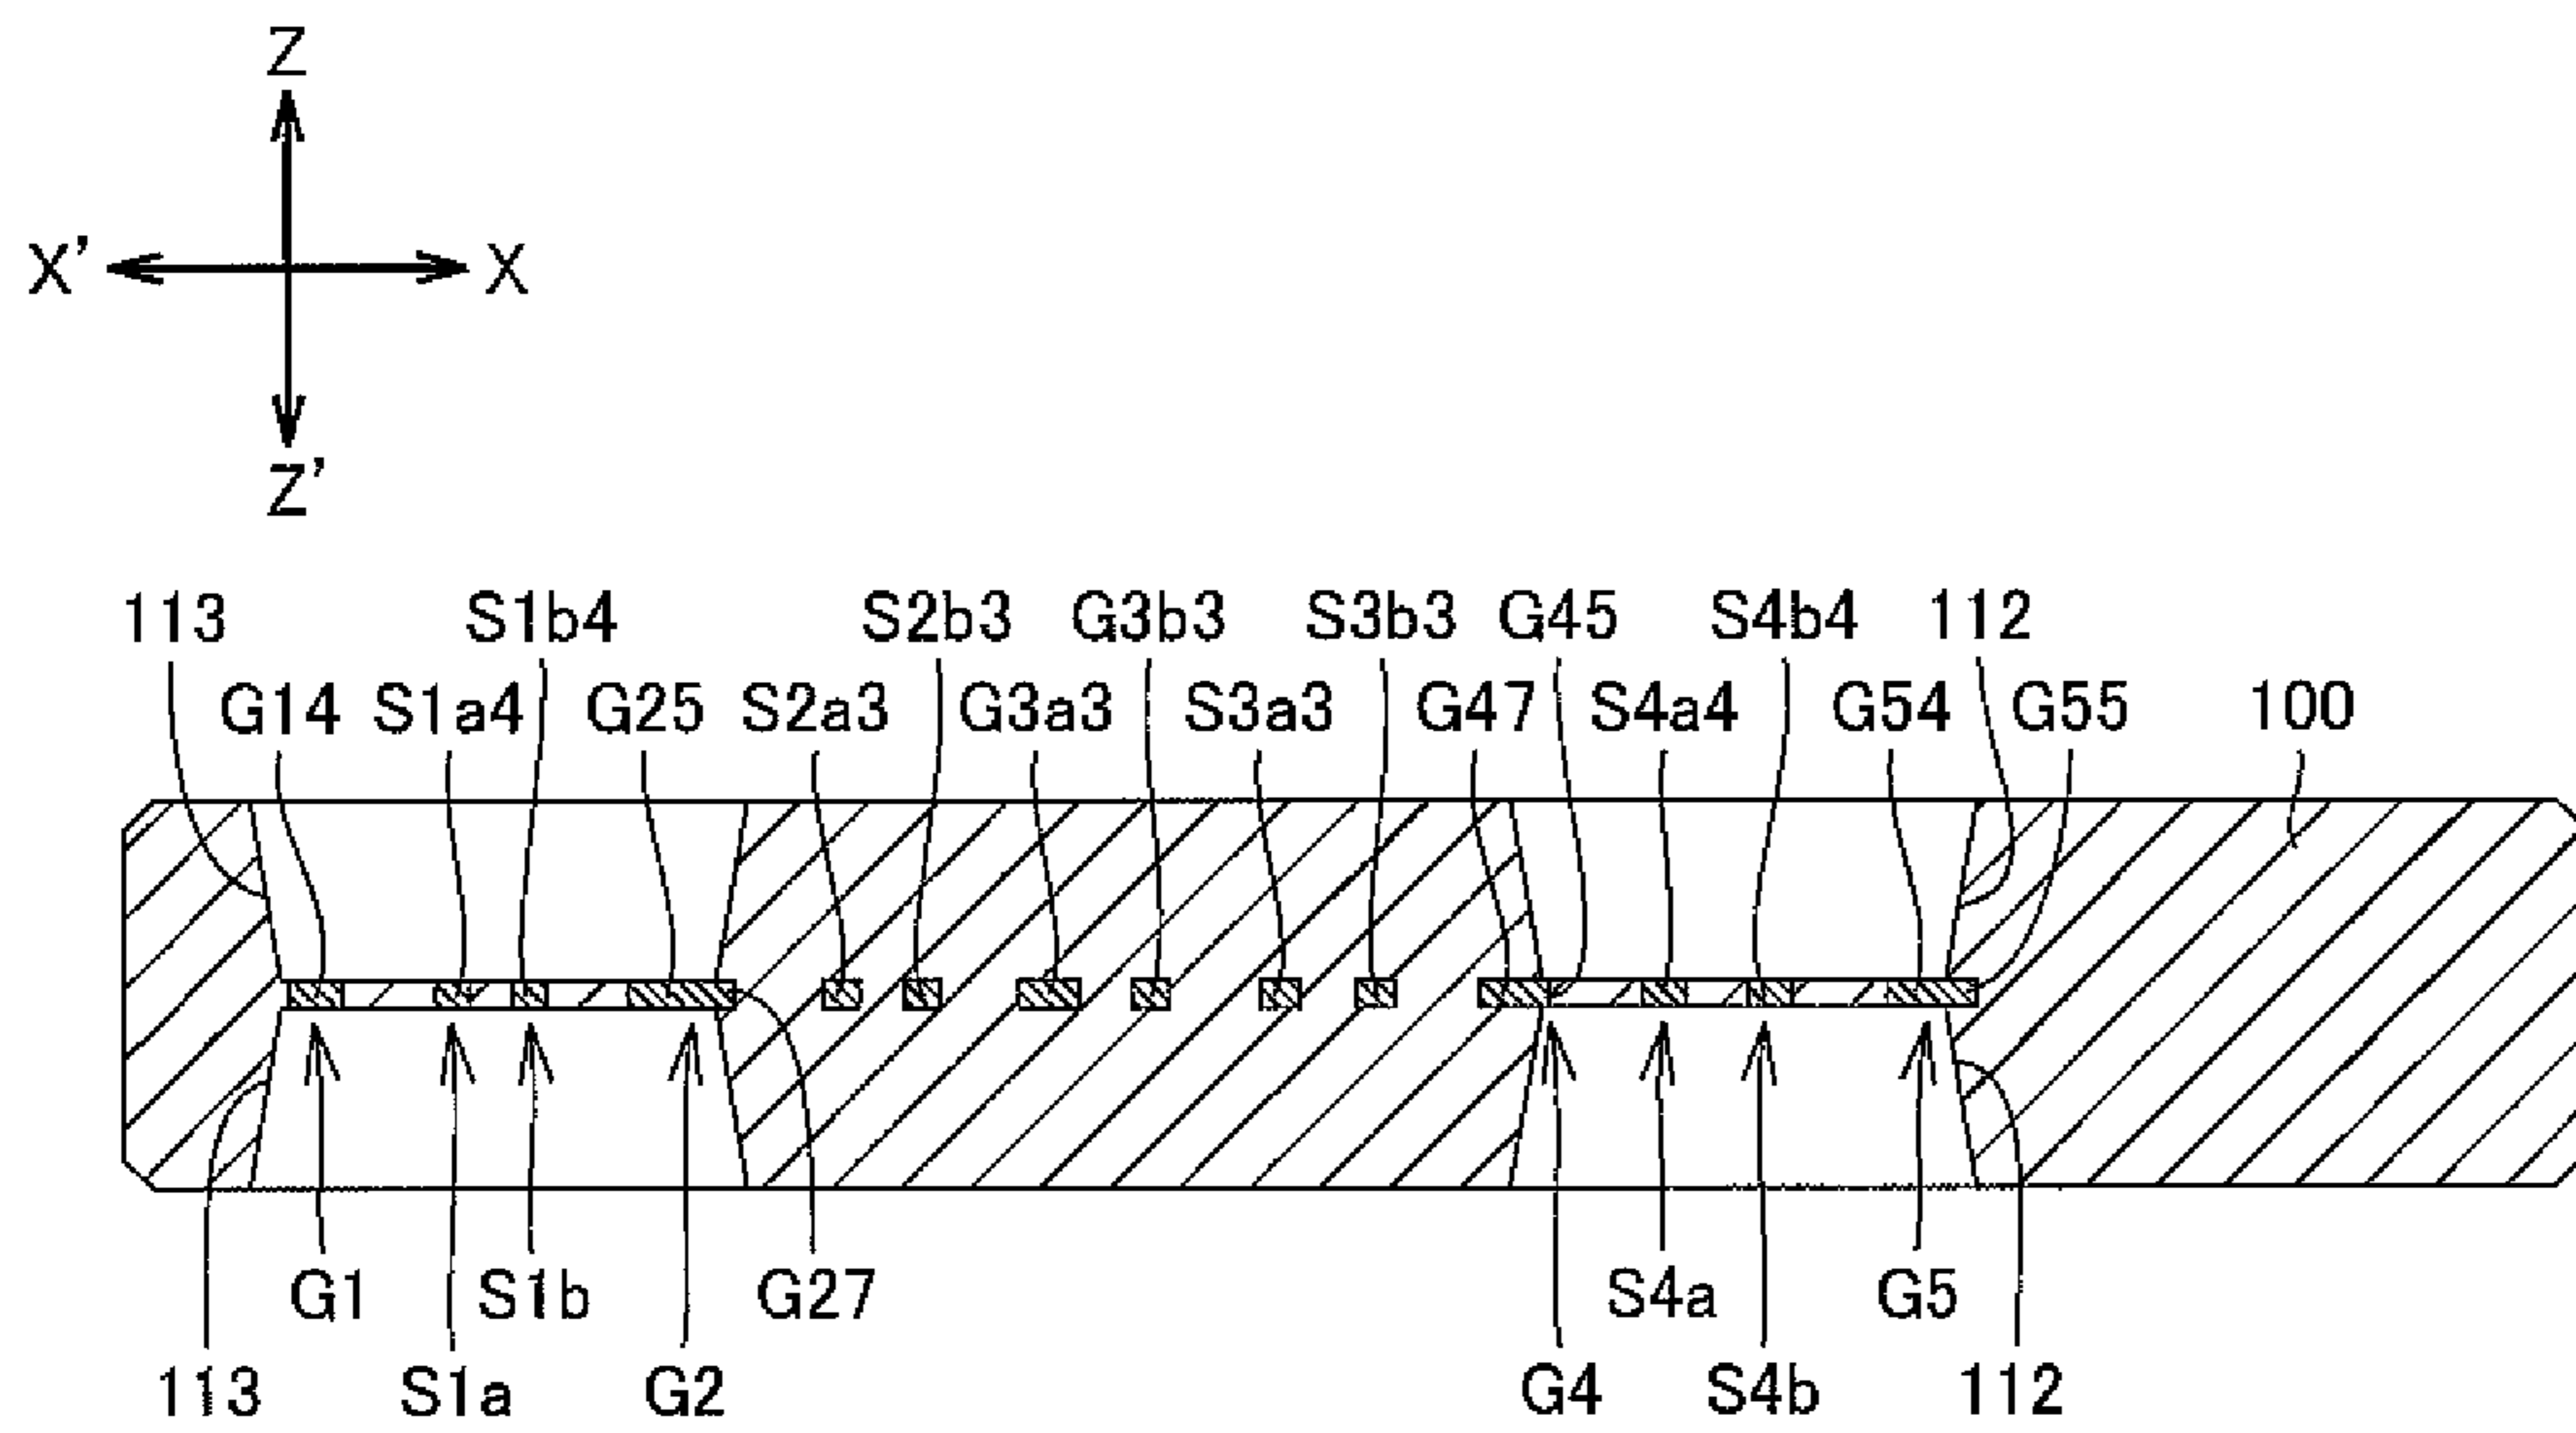 Z
X' X
Z'
113 S1b4 S2b3 G3b3 S3b3 G45 S4b4 112
G14 S1a4 G25 S2a3 G3a3 S3a3 G47 S4a4 G54 G55 100
G1 S1b G27 S4a G5
113 S1a G2 G4 S4b 112